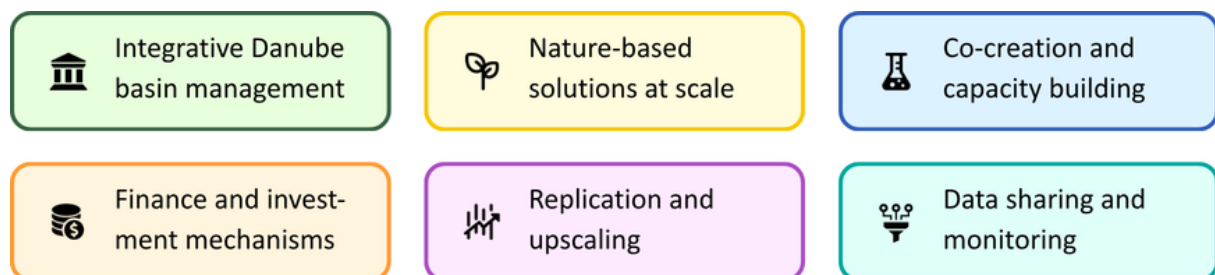 Integrative Danube
basin management
Nature-based
solutions at scale
Co-creation and
capacity building
Finance and invest-
ment mechanisms
Replication and
upscaling
Data sharing and
monitoring